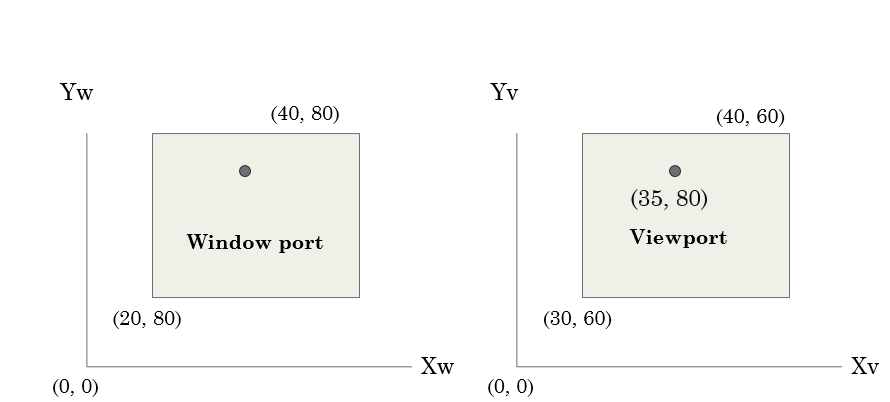 Yw
(40, 80)
Window port
(20, 80)
Xw
(0, 0)
Yv
(40, 60)
(35, 80)
Viewport
(30, 60)
Xv
(0, 0)